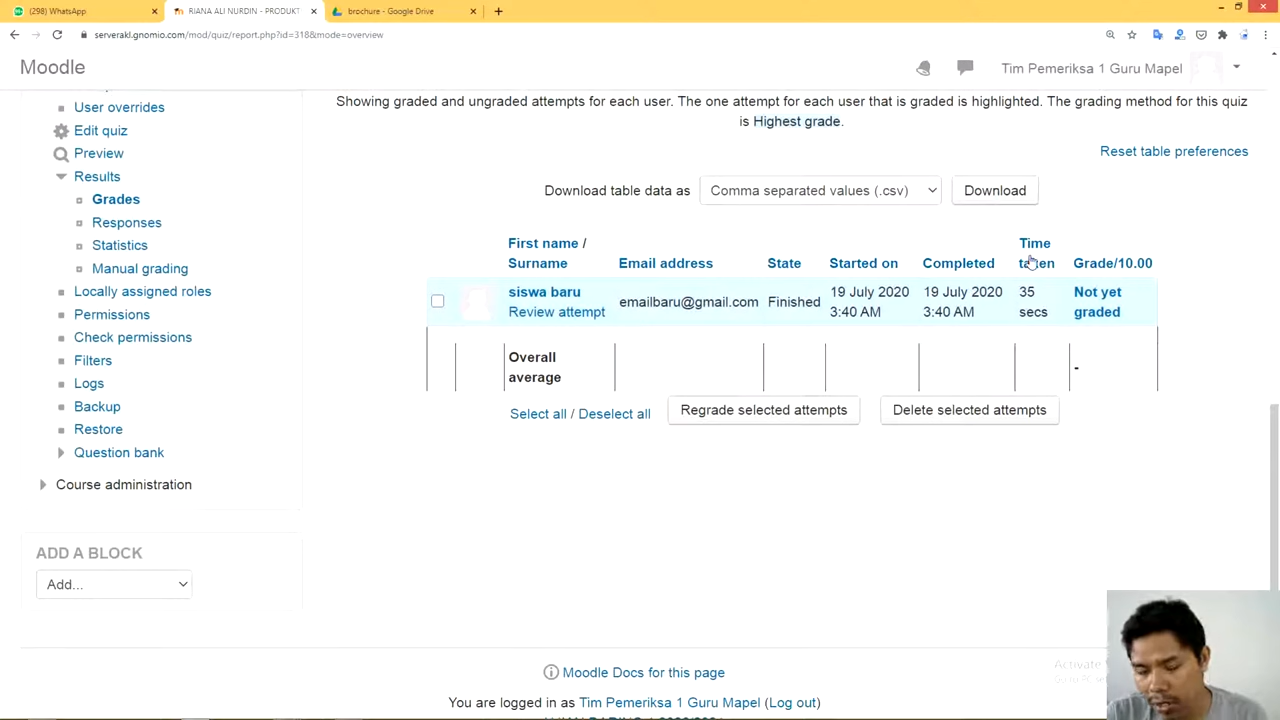 (298) WhatsApp
RIANA ALI NURDIN - PRODUKT
brochure - Google Drive
serverakl.gnomio.com/mod/quiz/report.php?id=318&mode=overview
Moodle
Tim Pemeriksa 1 Guru Mapel
User overrides
Edit quiz
Preview
Results
Grades
Responses
Statistics
Manual grading
Locally assigned roles
Permissions
Check permissions
Filters
Logs
Backup
Restore
Question bank
Course administration
ADD A BLOCK
Add...
Showing graded and ungraded attempts for each user. The one attempt for each user that is graded is highlighted. The grading method for this quiz
is Highest grade.
Reset table preferences
Download table data as Comma separated values (.csv) Download
First name / Surname Email address State Started on Completed Time taken Grade/10.00
siswa baru emailbaru@gmail.com Finished 19 July 2020 19 July 2020 35 Not yet
Review attempt 3:40 AM 3:40 AM secs graded
Overall average -
Select all / Deselect all Regrade selected attempts Delete selected attempts
Moodle Docs for this page
You are logged in as Tim Pemeriksa 1 Guru Mapel (Log out)